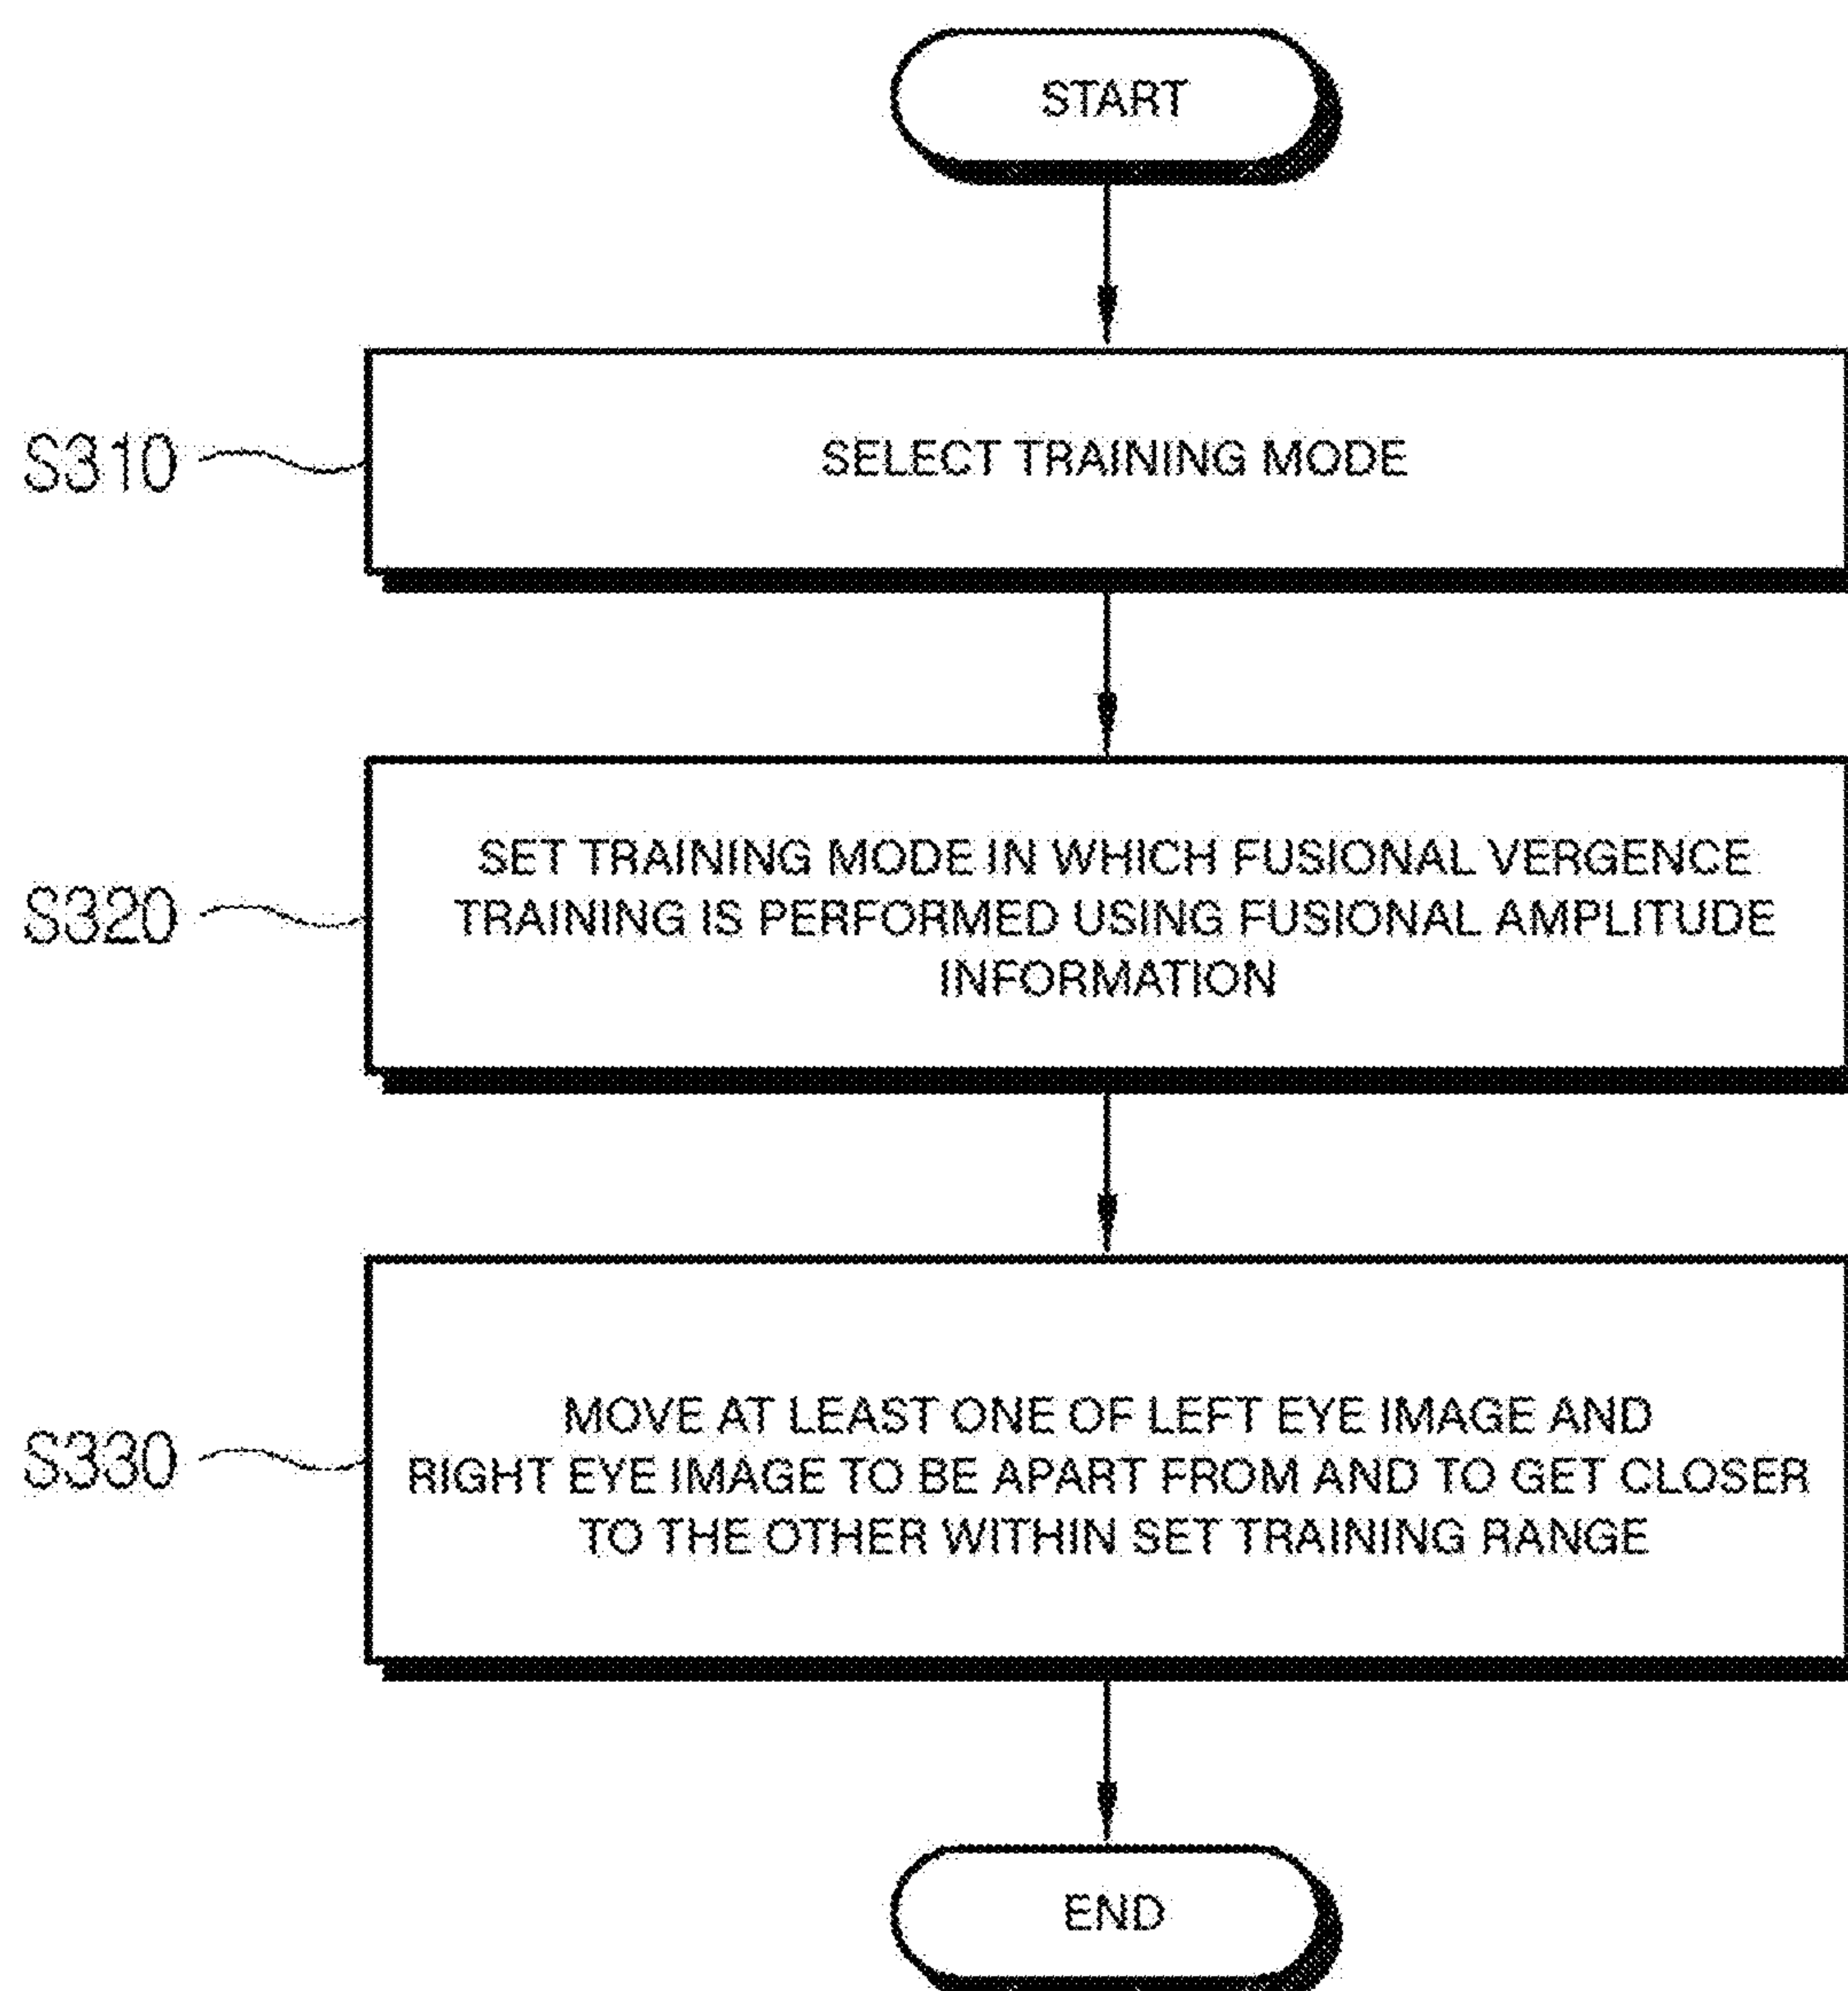 START
S310
SELECT TRAINING MODE
S320
SET TRAINING MODE IN WHICH FUSIONAL VERGENCE
TRAINING IS PERFORMED USING FUSIONAL AMPLITUDE
INFORMATION
S330
MOVE AT LEAST ONE OF LEFT EYE IMAGE AND
RIGHT EYE IMAGE TO BE APART FROM AND TO GET CLOSER
TO THE OTHER WITHIN SET TRAINING RANGE
END